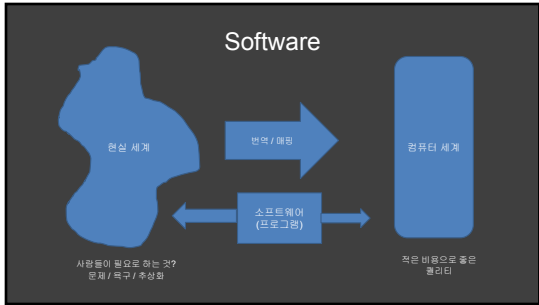 Software
현실 세계
번역 / 매핑
컴퓨터 세계
소프트웨어
(프로그램)
사람들이 필요로 하는 것?
문제 / 욕구 / 추상화
적은 비용으로 좋은
퀄리티